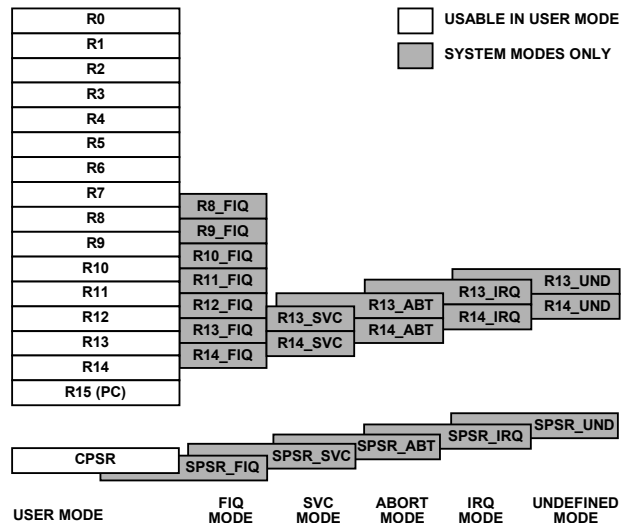 R0
R1
R2
R3
R4
R5
R6
R7
R8
R9
R10
R11
R12
R13
R14
R15 (PC)
R8_FIQ
R9_FIQ
R10_FIQ
R11_FIQ
R12_FIQ
R13_FIQ
R14_FIQ
R13_SVC
R14_SVC
R13_ABT
R14_ABT
R13_IRQ
R14_IRQ
R13_UND
R14_UND
USABLE IN USER MODE
SYSTEM MODES ONLY
CPSR
SPSR_FIQ
SPSR_SVC
SPSR_ABT
SPSR_IRQ
SPSR_UND
USER MODE
FIQ
MODE
SVC
MODE
ABORT
MODE
IRQ
MODE
UNDEFINED
MODE